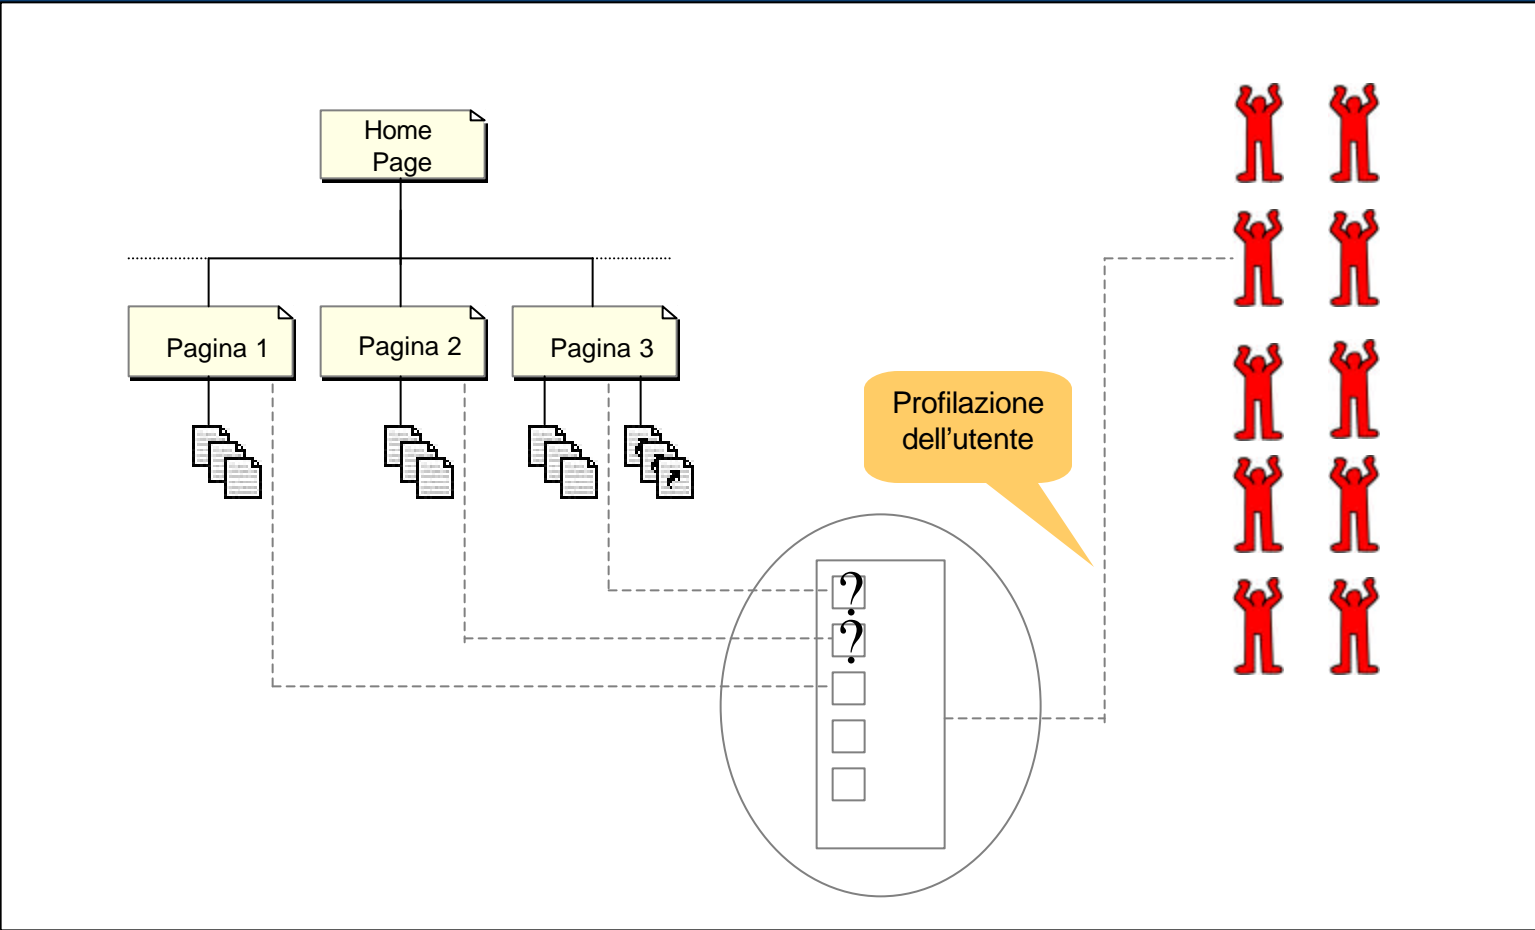 Home
Page
Pagina 1
Pagina 2
Pagina 3
Profilazione
dell'utente
?
?